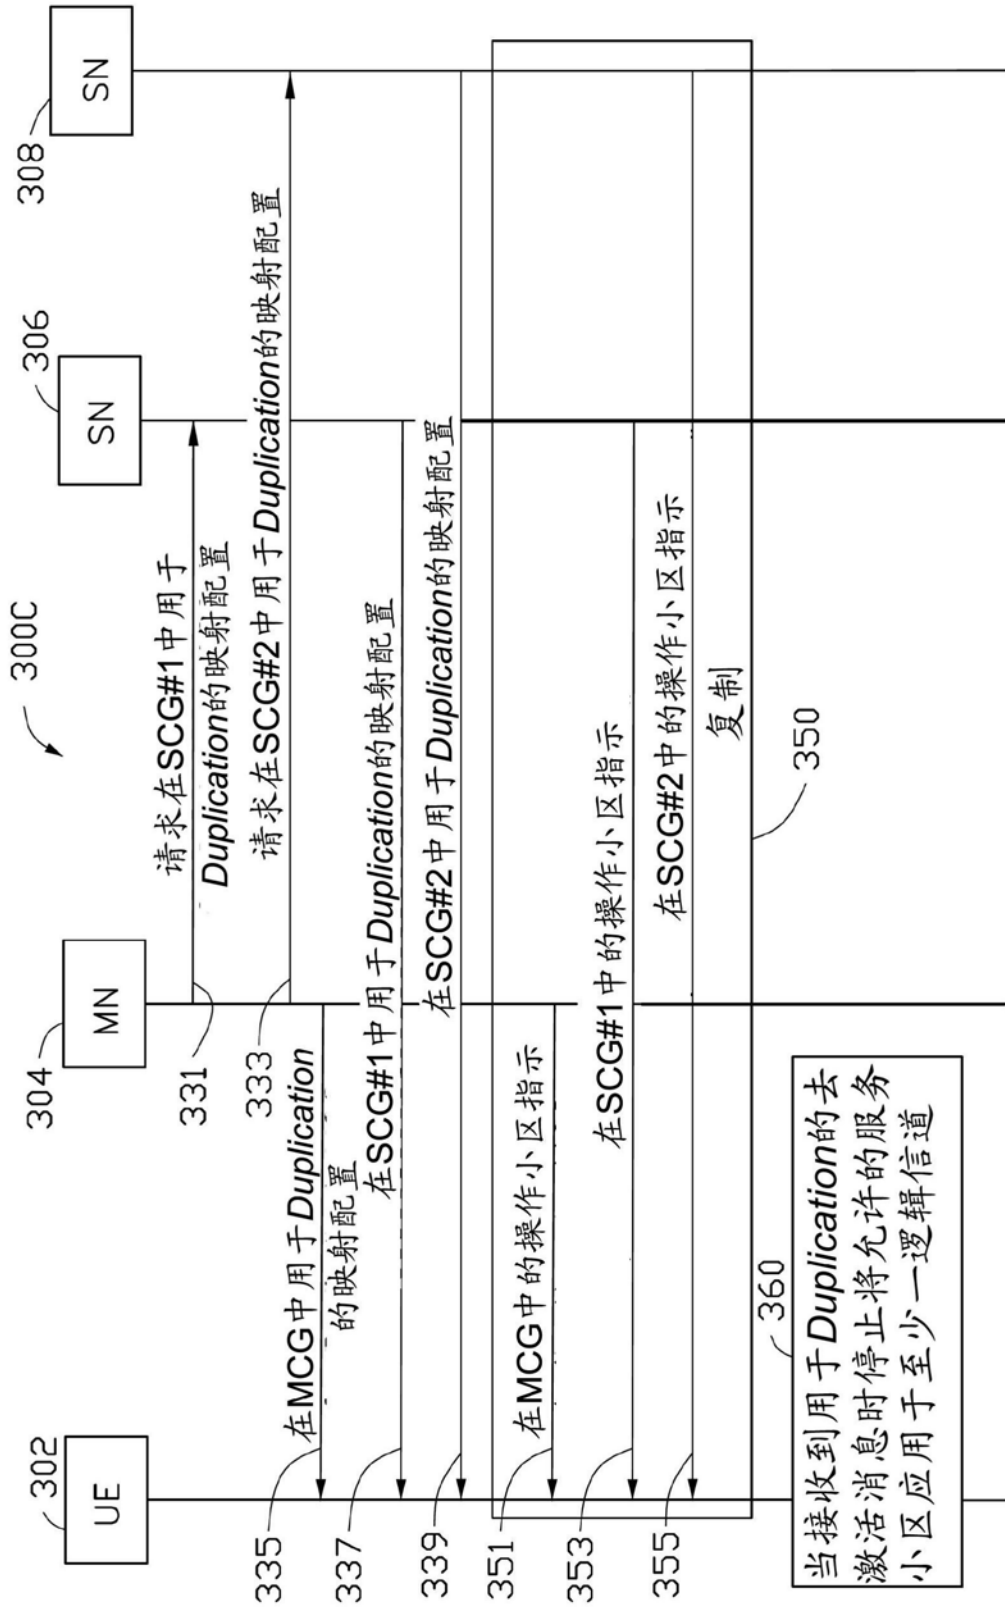 300C
302
UE
304
MN
306
SN
308
SN
请求在SCG#1中用于
Duplication的映射配置
331
请求在SCG#2中用于Duplication的映射配置
333
在MCG中用于Duplication
的映射配置
335
在SCG#1中用于Duplication的映射配置
337
在SCG#2中用于Duplication的映射配置
339
在MCG中的操作小区指示
351
在SCG#1中的操作小区指示
353
在SCG#2中的操作小区指示
355
复制
350
360
当接收到用于Duplication的去
激活消息时停止将允许的服务
小区应用于至少一逻辑信道